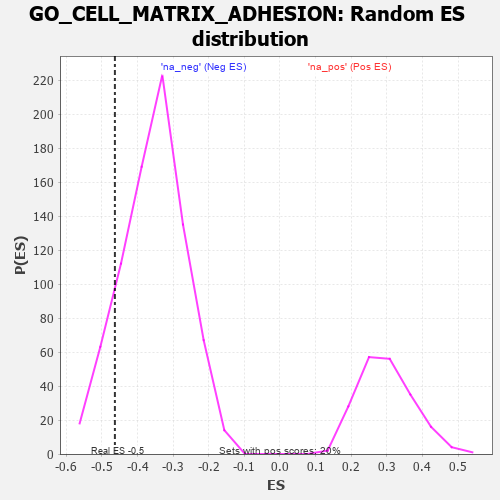 GO_CELL_MATRIX_ADHESION: Random ES
distribution
'na_neg' (Neg ES)
'na_pos' (Pos ES)
P(ES)
220
200
180
160
140
120
100
80
60
40
20
0
Real ES -0.5
Sets with pos scores: 20%
-0.6 -0.5 -0.4 -0.3 -0.2 -0.1 0.0 0.1 0.2 0.3 0.4 0.5
ES